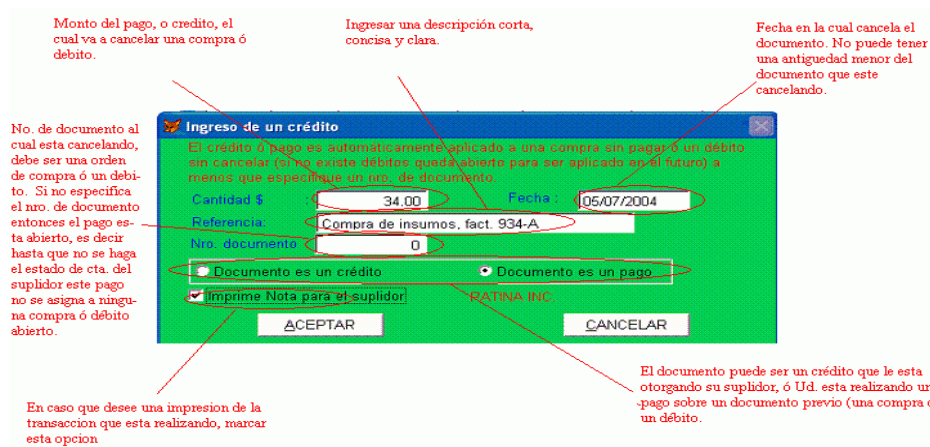 Monto del pago, o credito, el
cual va a cancelar una compra ó
debito.
Ingresar una descripción corta,
concisa y clara.
Fecha en la cual cancela el
documento. No puede tener
una antiguedad menor del
documento que este
cancelando.
No. de documento al
cual esta cancelando,
debe ser una orden
de compra ó un debi-
to. Si no especifica
el nro. de documento
entonces el pago es-
ta abierto, es decir
hasta que no se haga
el estado de cta. del
suplidor este pago
no se asigna a ningu-
na compra ó débito
abierto.
Ingreso de un crédito
El crédito ó pago es automáticamente aplicado a una compra sin pagar ó un débito
sin cancelar (si no existe débitos queda abierto para ser aplicado en el futuro) a
menos que especifique un nro. de documento.
Cantidad $ : 34.00 Fecha : 05/07/2004
Referencia: Compra de insumos, fact. 934-A
Nro. documento 0
Documento es un crédito Documento es un pago
Imprime Nota para el suplidor PATINA INC.
ACEPTAR CANCELAR
El documento puede ser un crédito que le esta
otorgando su suplidor, ó Ud. esta realizando un
pago sobre un documento previo (una compra ó
un débito.
En caso que desee una impresion de la
transaccion que esta realizando, marcar
esta opcion